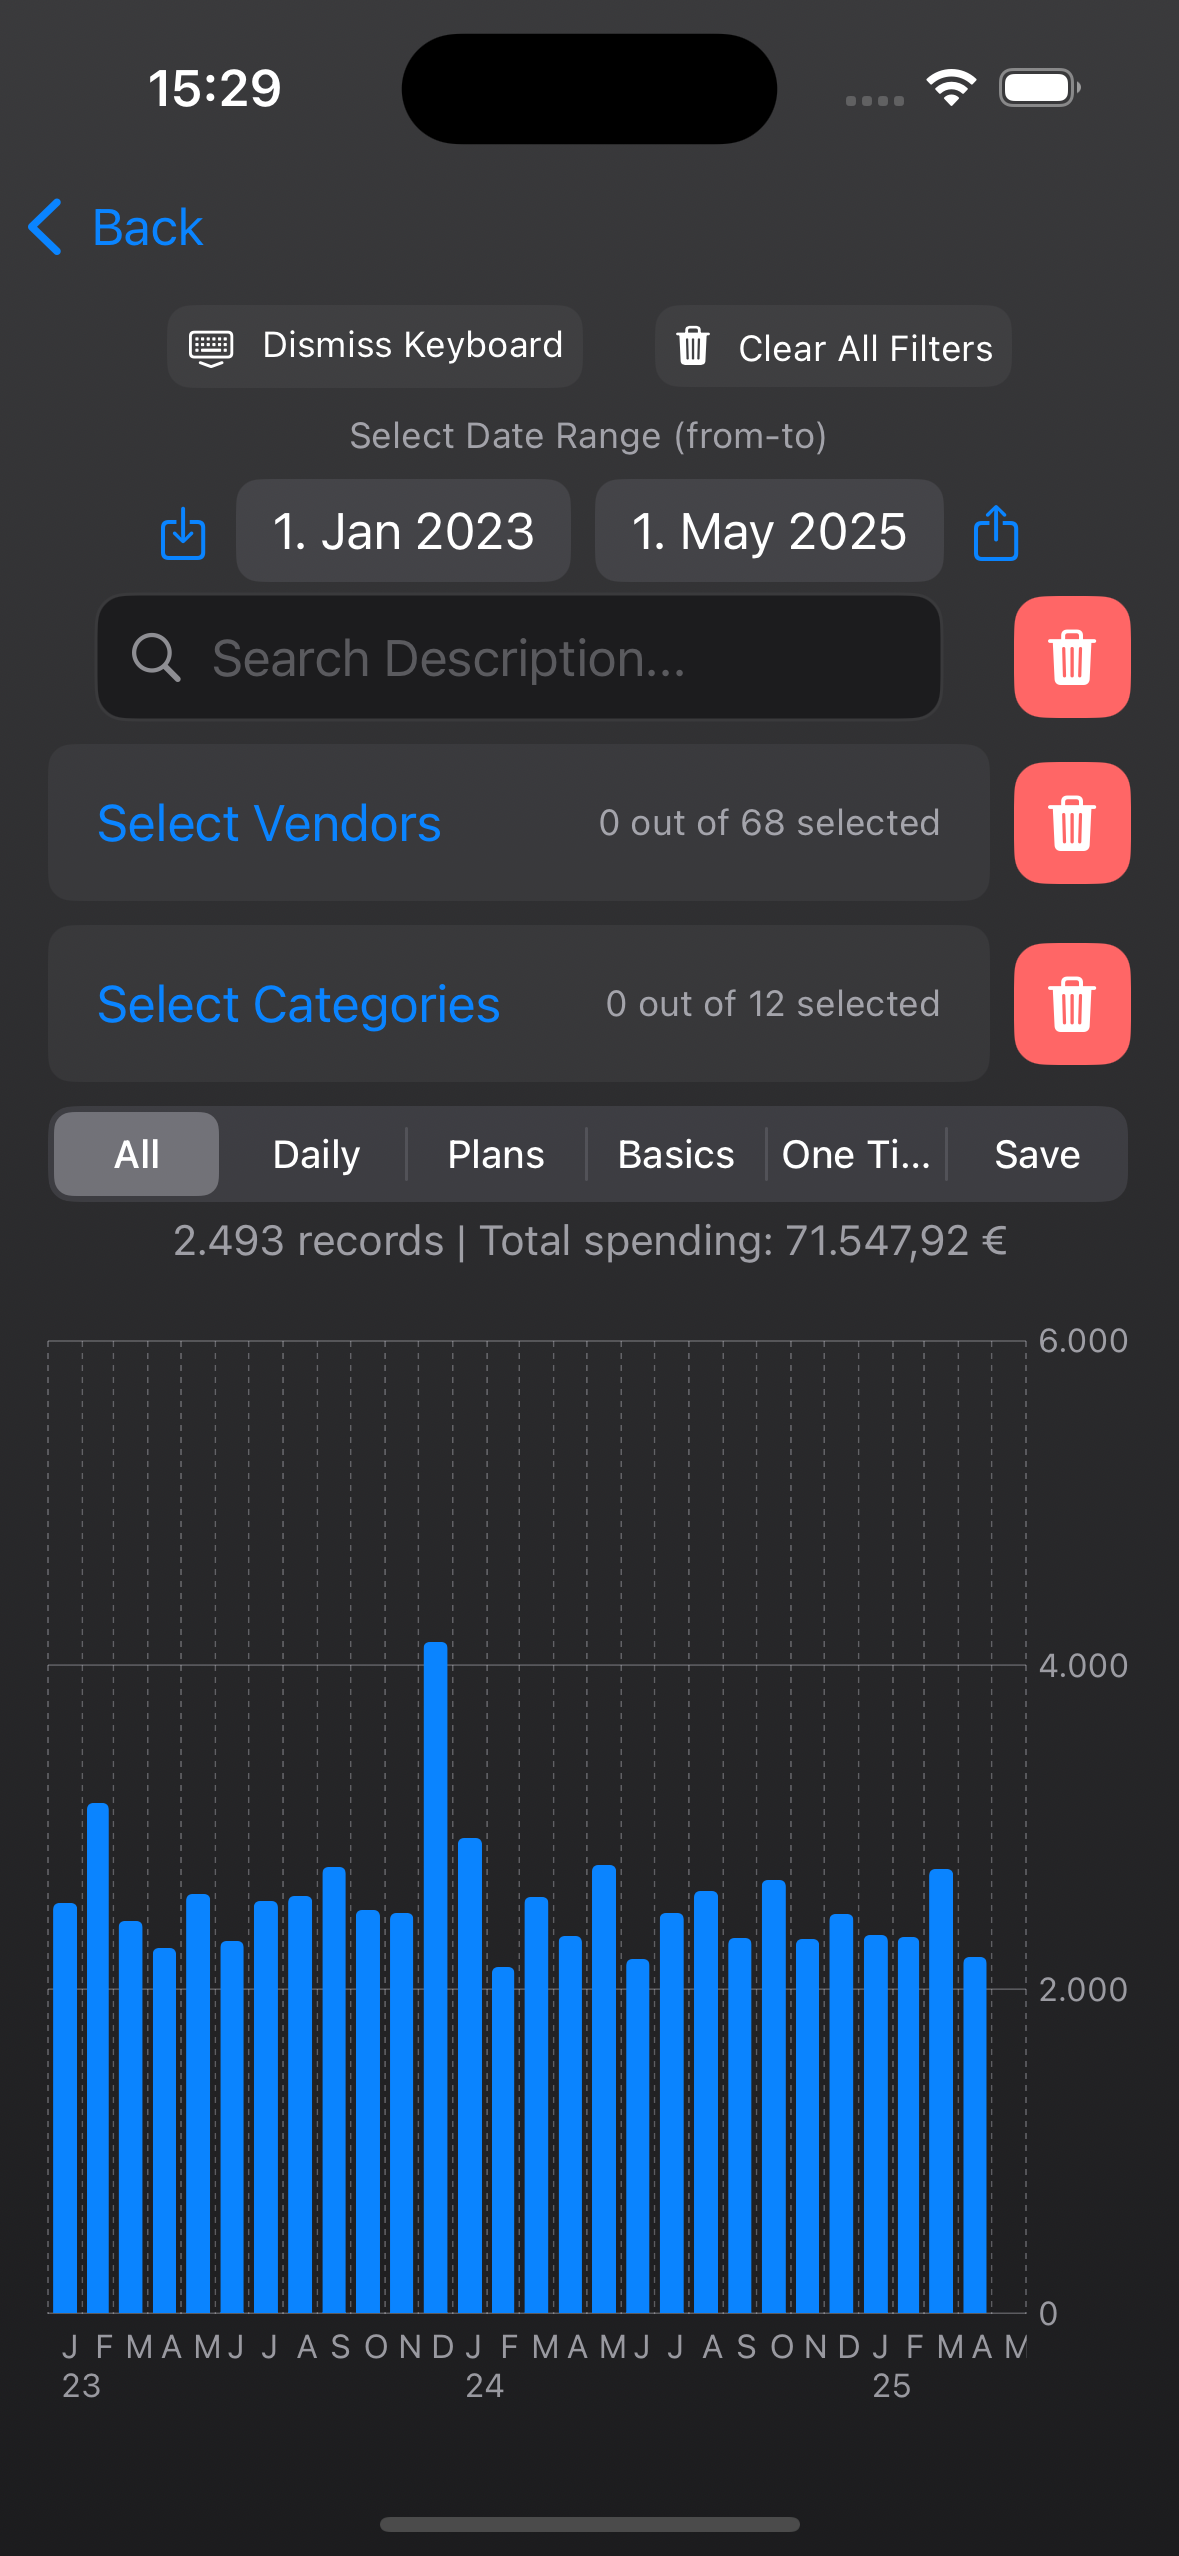 15:29
Back
Dismiss Keyboard Clear All Filters
Select Date Range (from-to)
1. Jan 2023 1. May 2025
Search Description...
Select Vendors 0 out of 68 selected
Select Categories 0 out of 12 selected
All Daily Plans Basics One Ti... Save
2.493 records | Total spending: 71.547,92 €
6.000
4.000
2.000
0
J F M A M J J A S O N D J F M A M J J A S O N D J F M A M
23 24 25